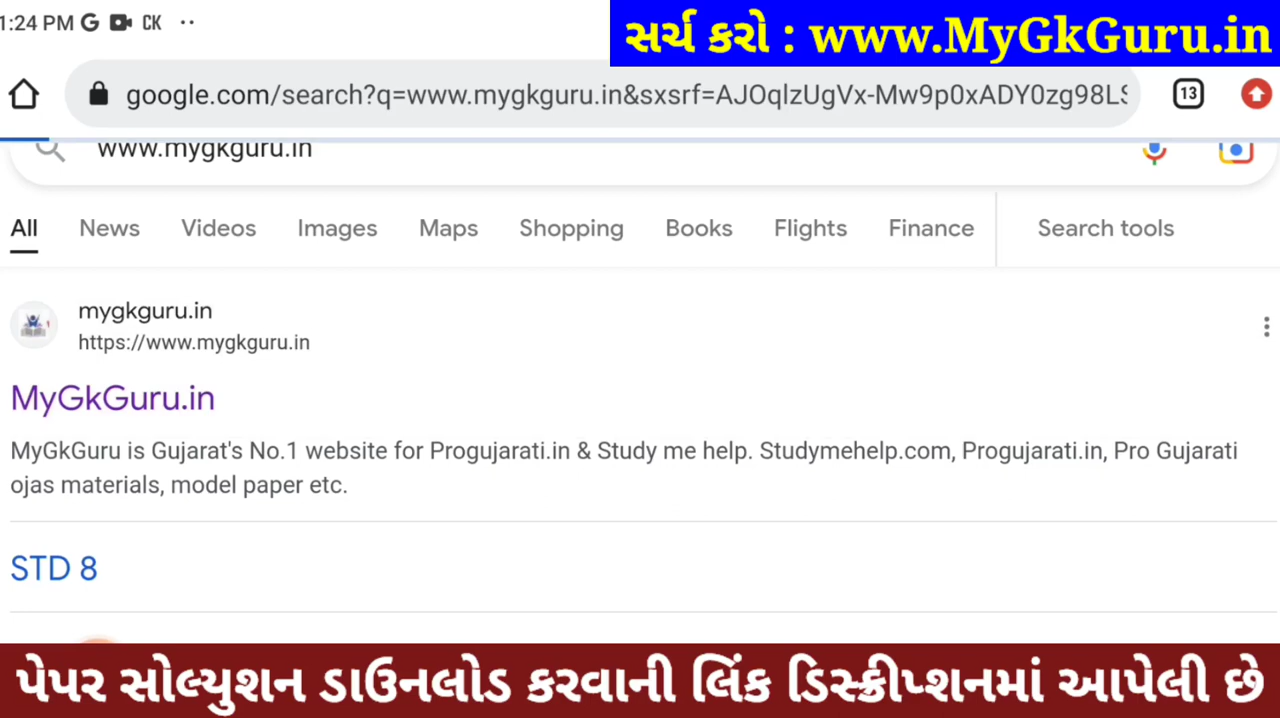 1:24 PM G CK ··
સર્ચ કરો : www.MyGkGuru.in
google.com/search?q=www.mygkguru.in&sxsrf=AJOqlzUgVx-Mw9p0xADY0zg98LS
13
www.mygkguru.in
All News Videos Images Maps Shopping Books Flights Finance Search tools
mygkguru.in
https://www.mygkguru.in
MyGkGuru.in
MyGkGuru is Gujarat's No.1 website for Progujarati.in & Study me help. Studymehelp.com, Progujarati.in, Pro Gujarati
ojas materials, model paper etc.
STD 8
પેપર સોલ્યુશન ડાઉનલોડ કરવાની લિંક ડિસ્ક્રીપ્શનમાં આપેલી છે